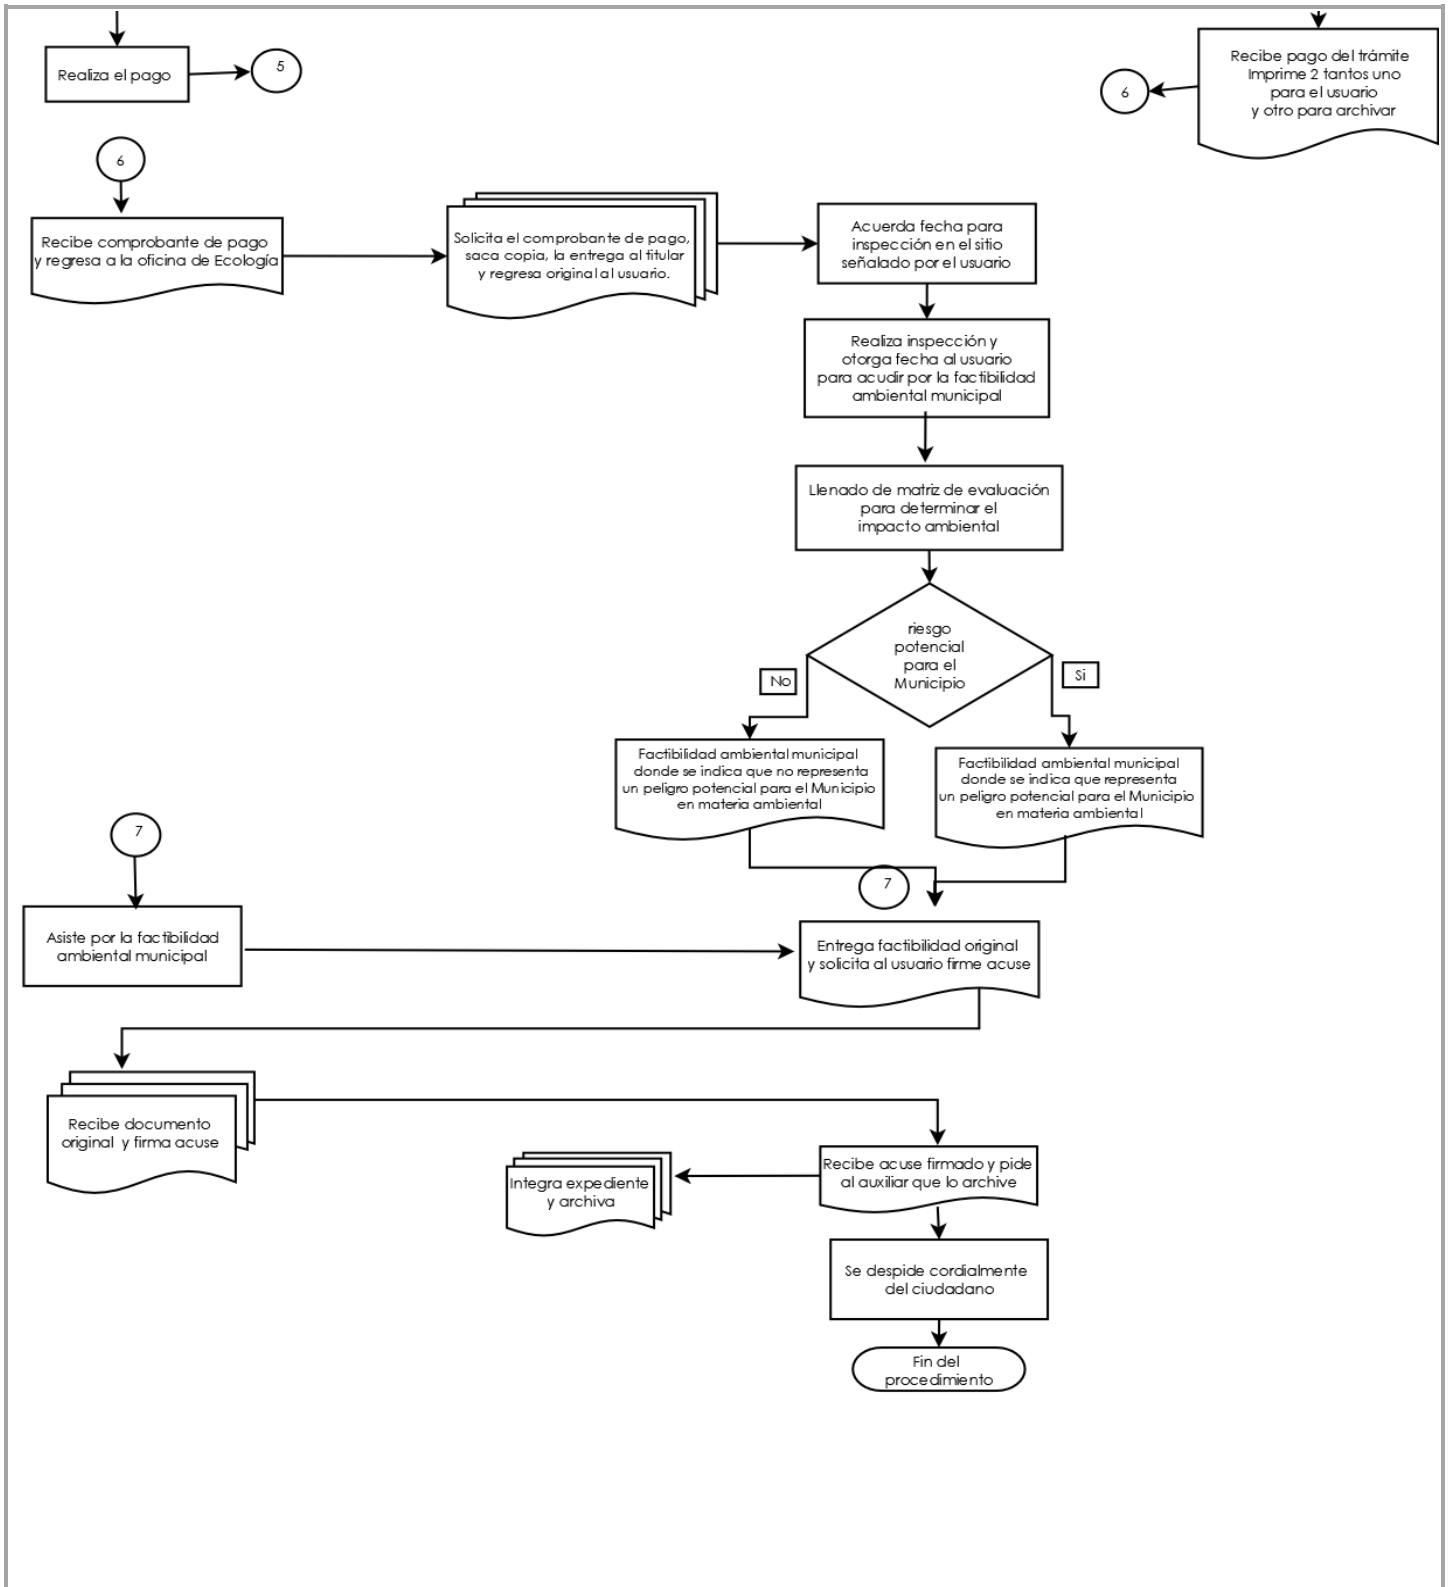 Realiza el pago
5
Recibe pago del trámite
Imprime 2 tantos uno
para el usuario
y otro para archivar
6
6
Recibe comprobante de pago
y regresa a la oficina de Ecología
Solicita el comprobante de pago,
saca copia, la entrega al titular
y regresa original al usuario.
Acuerda fecha para
inspección en el sitio
señalado por el usuario
Realiza inspección y
otorga fecha al usuario
para acudir por la factibilidad
ambiental municipal
Llenado de matriz de evaluación
para determinar el
impacto ambiental
riesgo
potencial
para el
Municipio
No
Si
Factibilidad ambiental municipal
donde se indica que no representa
un peligro potencial para el Municipio
en materia ambiental
Factibilidad ambiental municipal
donde se indica que representa
un peligro potencial para el Municipio
en materia ambiental
7
7
Asiste por la factibilidad
ambiental municipal
Entrega factibilidad original
y solicita al usuario firme acuse
Recibe documento
original y firma acuse
Recibe acuse firmado y pide
al auxiliar que lo archive
Integra expediente
y archiva
Se despide cordialmente
del ciudadano
Fin del
procedimiento